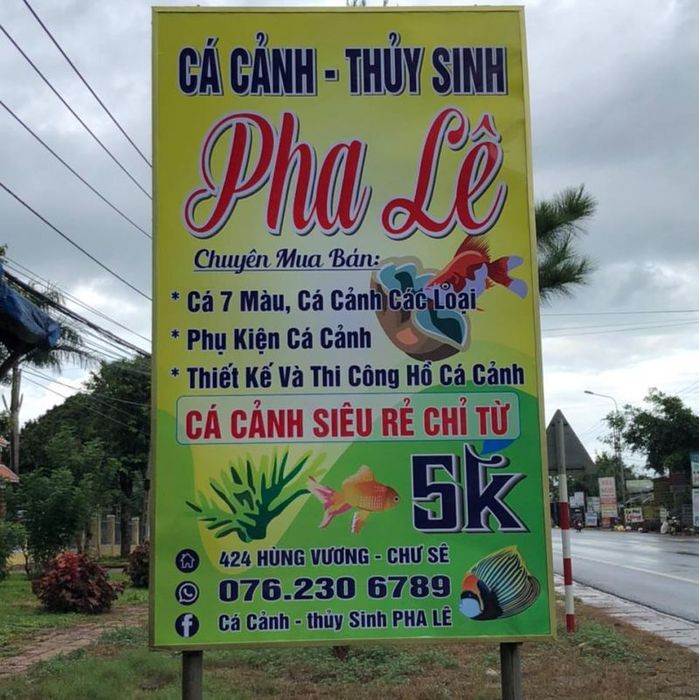 CÁ CẢNH - THỦY SINH
Pha Lê
Chuyên Mua Bán:
* Cá 7 Màu, Cá Cảnh Các Loại
* Phụ Kiện Cá Cảnh
* Thiết Kế Và Thi Công Hồ Cá Cảnh
CÁ CẢNH SIÊU RẺ CHỈ TỪ
5k
424 HÙNG VƯƠNG - CHƯ SÊ
076.230 6789
Cá Cảnh - thủy Sinh PHA LÊ